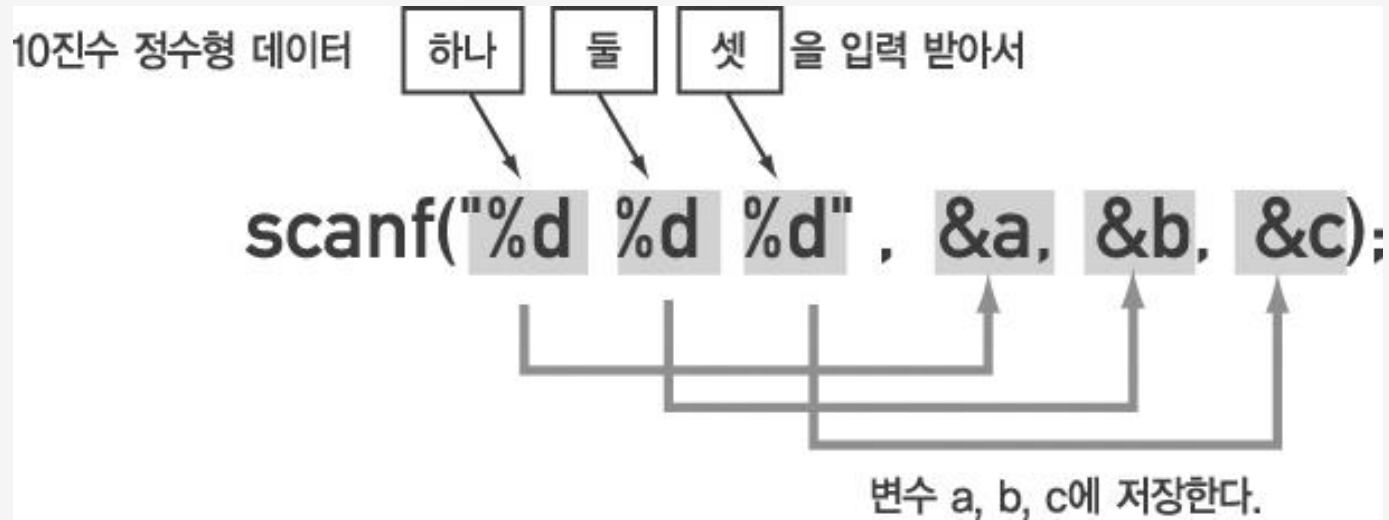 10진수 정수형 데이터 하나 둘 셋 을 입력 받아서
scanf("%d %d %d" , &a, &b, &c);
변수 a, b, c에 저장한다.